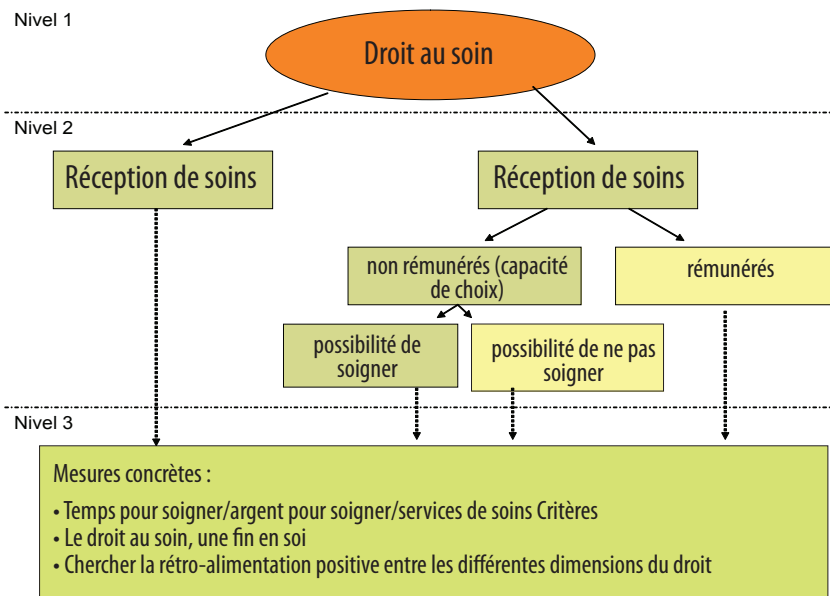 Nivel 1
Droit au soin
Nivel 2
Réception de soins
Réception de soins
non rémunérés (capacité
de choix)
rémunérés
possibilité de
soigner
possibilité de ne pas
soigner
Nivel 3
Mesures concrètes :
• Temps pour soigner/argent pour soigner/services de soins Critères
• Le droit au soin, une fin en soi
• Chercher la rétro-alimentation positive entre les différentes dimensions du droit